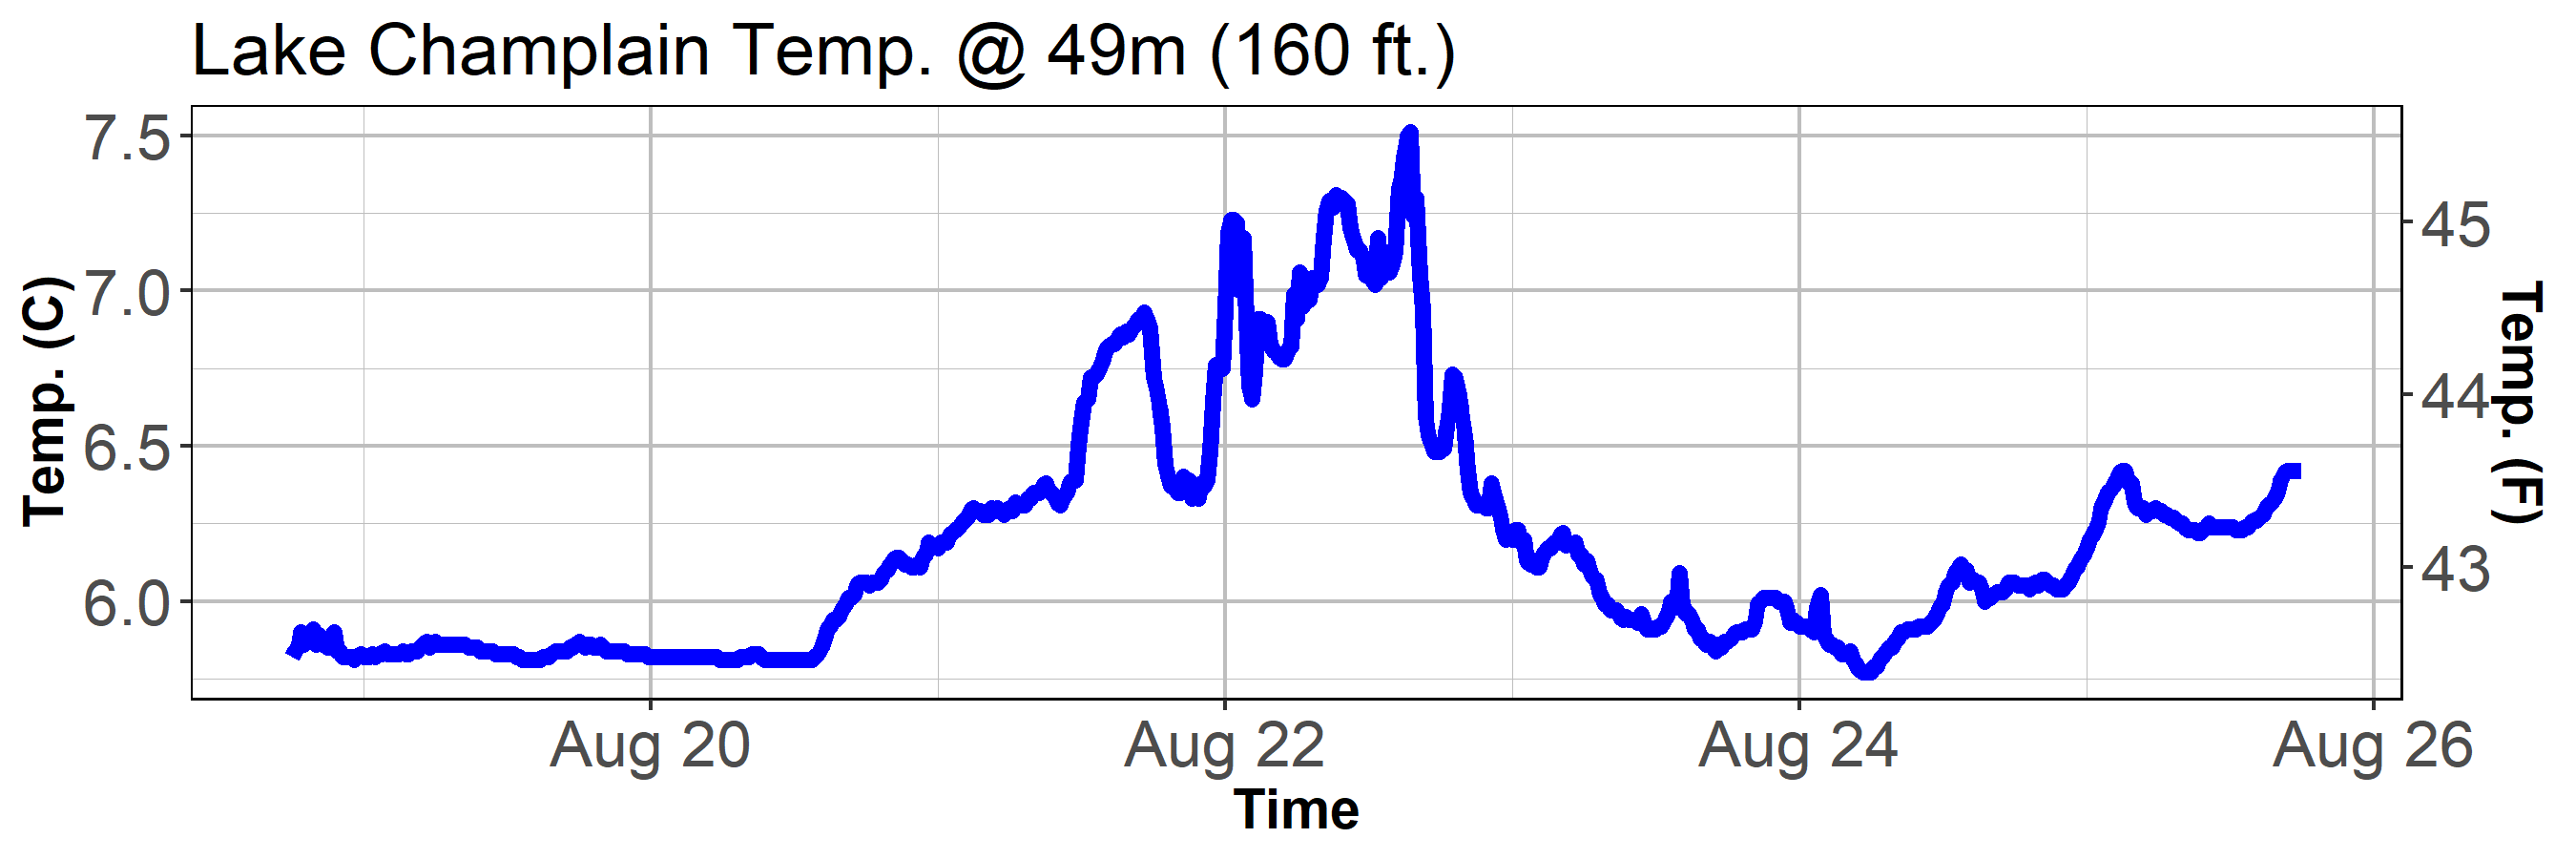 Lake Champlain Temp. @ 49m (160 ft.)
7.5
7.0
6.5
6.0
Temp. (C)
45
44
43
Temp. (F)
Aug 20
Aug 22
Aug 24
Aug 26
Time